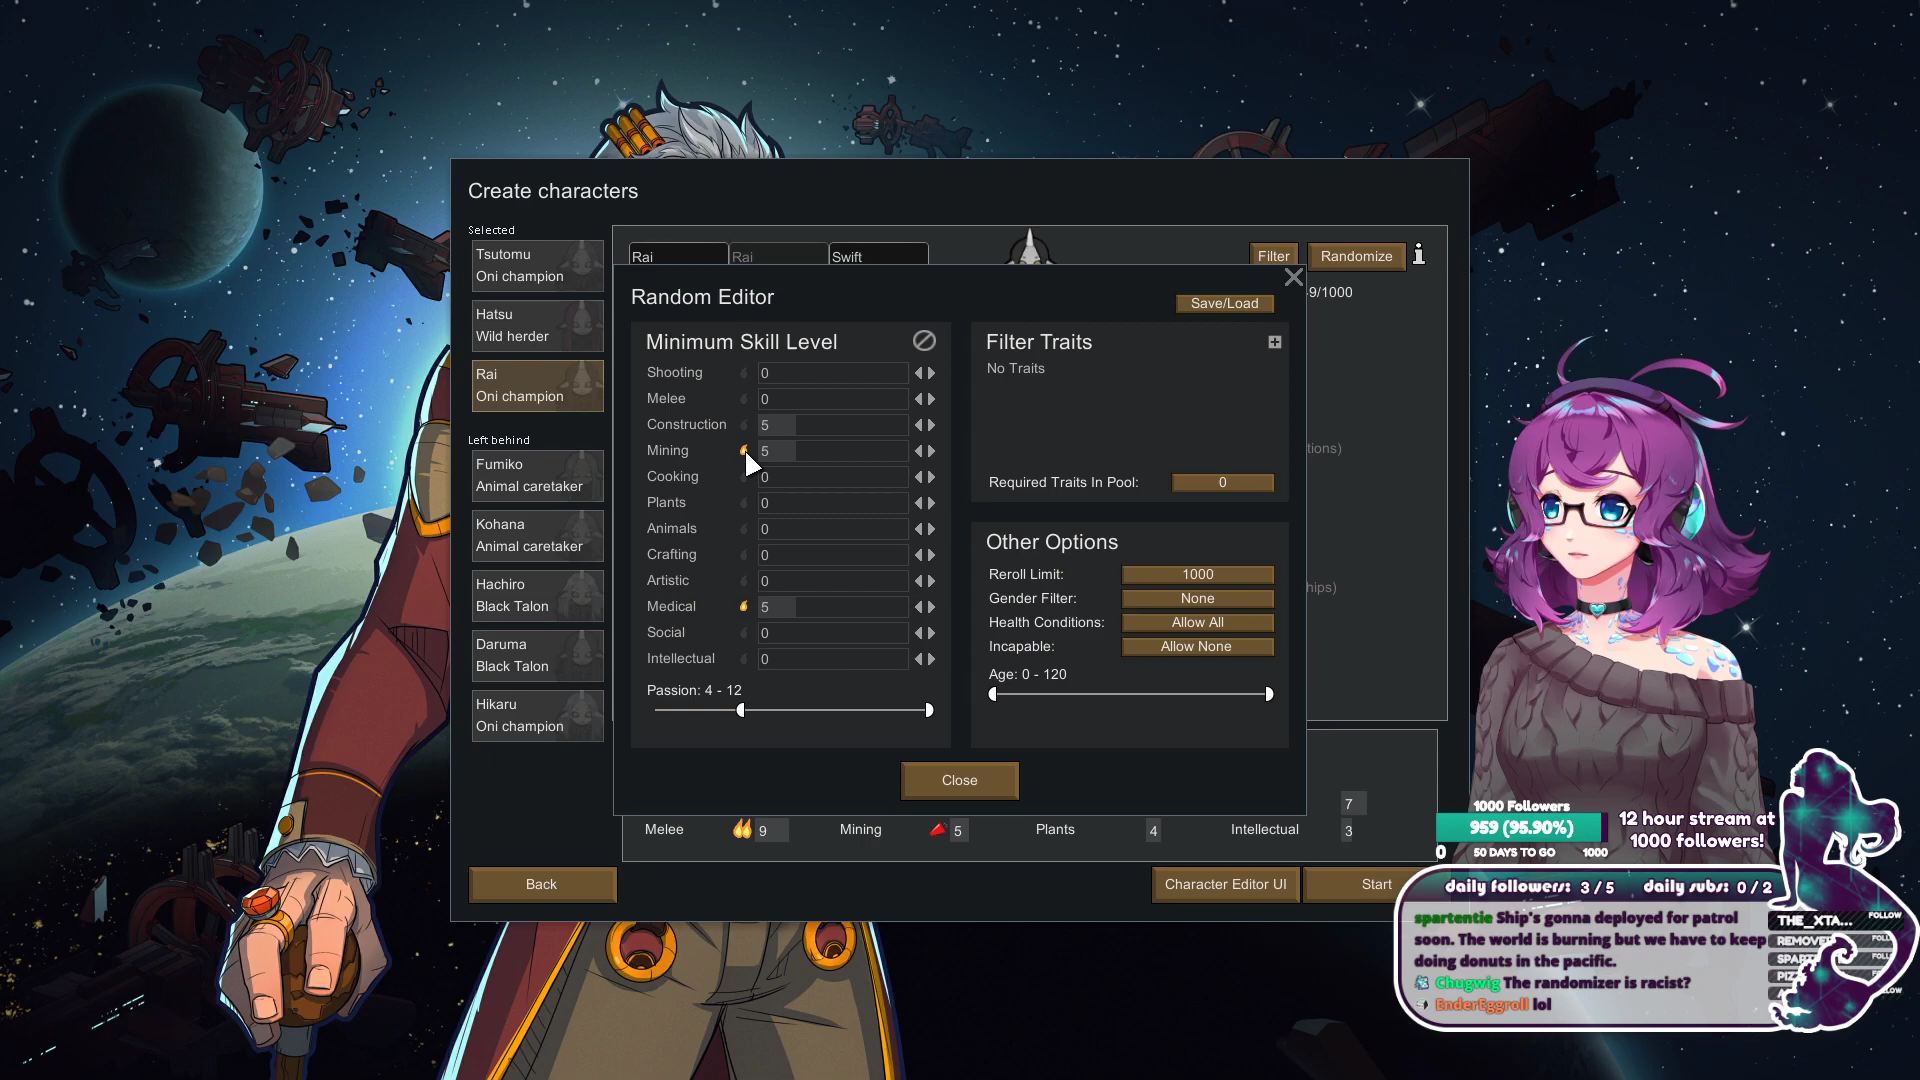 Create characters
Selected
Tsutomu
Oni champion
Hatsu
Wild herder
Rai
Oni champion
Left behind
Fumiko
Animal caretaker
Kohana
Animal caretaker
Hachiro
Black Talon
Daruma
Black Talon
Hikaru
Oni champion
Rai
Rai
Swift
Filter
Randomize
9/1000
Random Editor
Save/Load
Minimum Skill Level
Shooting 0
Melee 0
Construction 5
Mining 5
Cooking 0
Plants 0
Animals 0
Crafting 0
Artistic 0
Medical 5
Social 0
Intellectual 0
Passion: 4 - 12
Filter Traits
No Traits
Required Traits In Pool: 0
Other Options
Reroll Limit: 1000
Gender Filter: None
Health Conditions: Allow All
Incapable: Allow None
Age: 0 - 120
Close
tions)
hips)
7
Melee 9 Mining 5 Plants 4 Intellectual 3
Back
Character Editor UI
Start
1000 Followers
959 (95.90%)
0 50 DAYS TO GO 1000
12 hour stream at
1000 followers!
daily followers: 3 / 5 daily subs: 0 / 2
spartentie Ship's gonna deployed for patrol
soon. The world is burning but we have to keep
doing donuts in the pacific.
Chugwig The randomizer is racist?
EnderEggroll lol
THE_XTA... FOLLOW